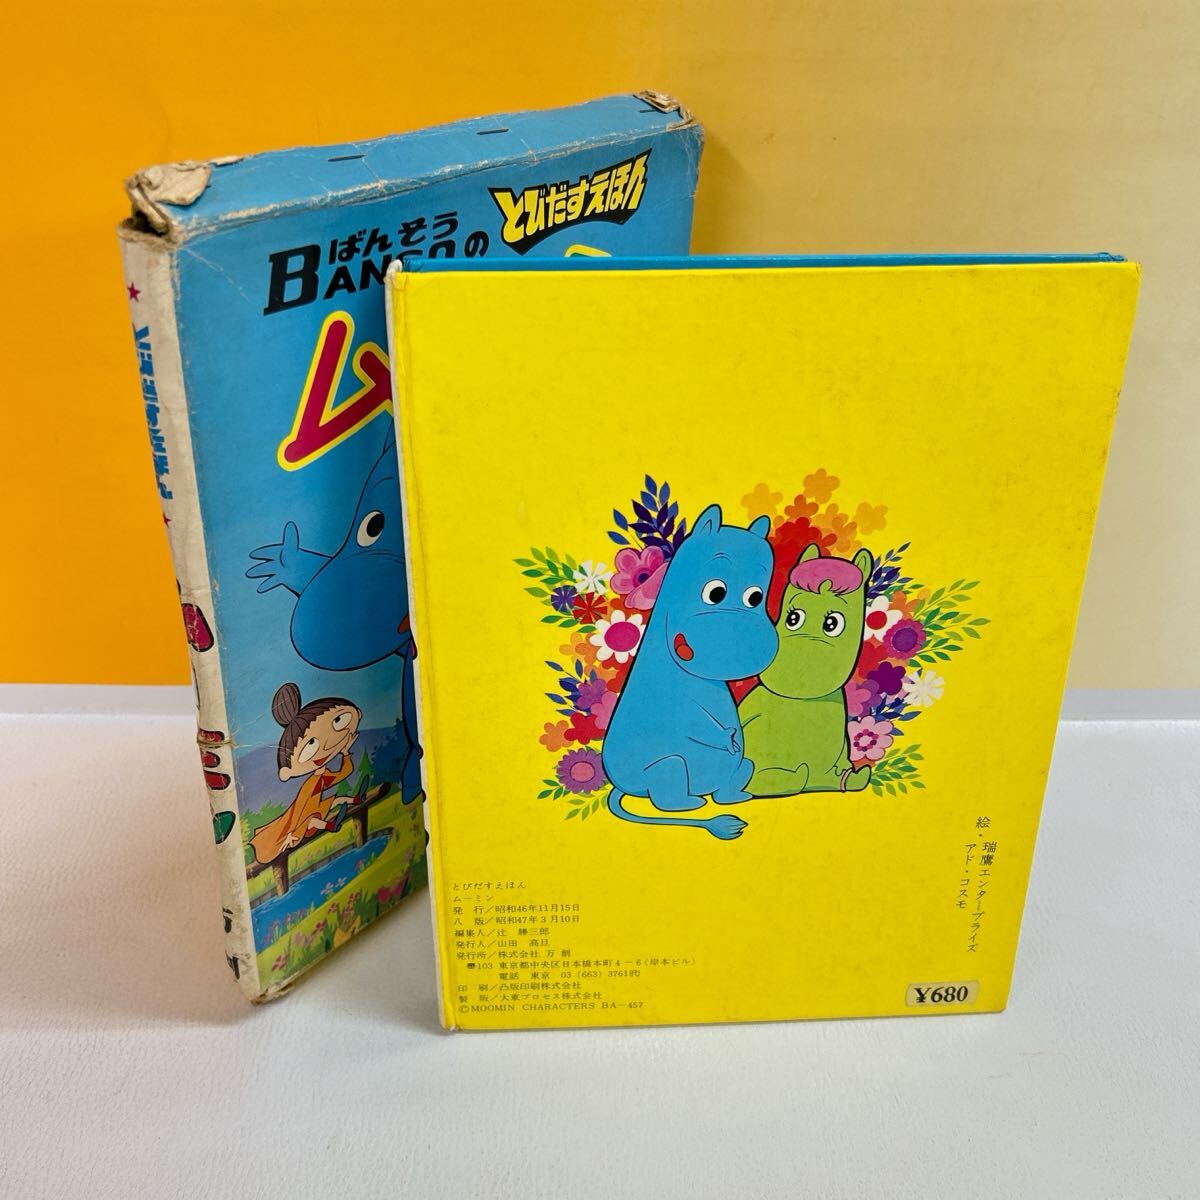 とびだすえほん
ばんそう
BANSOの
ム
絵・瑞鷹エンタープライズ
アド・コスモ
とびだすえほん
ムーミン
発 行／昭和46年11月15日
八 版／昭和47年3月10日
編集人／辻 勝三郎
発行人／山田 高旦
発行所／株式会社 万創
☎103 東京都中央区日本橋本町4-6(岸本ビル)
電話 東京 03(663)3761㈹
印 刷／凸版印刷株式会社
製 版／大東プロセス株式会社
©MOOMIN CHARACTERS BA-457
¥680